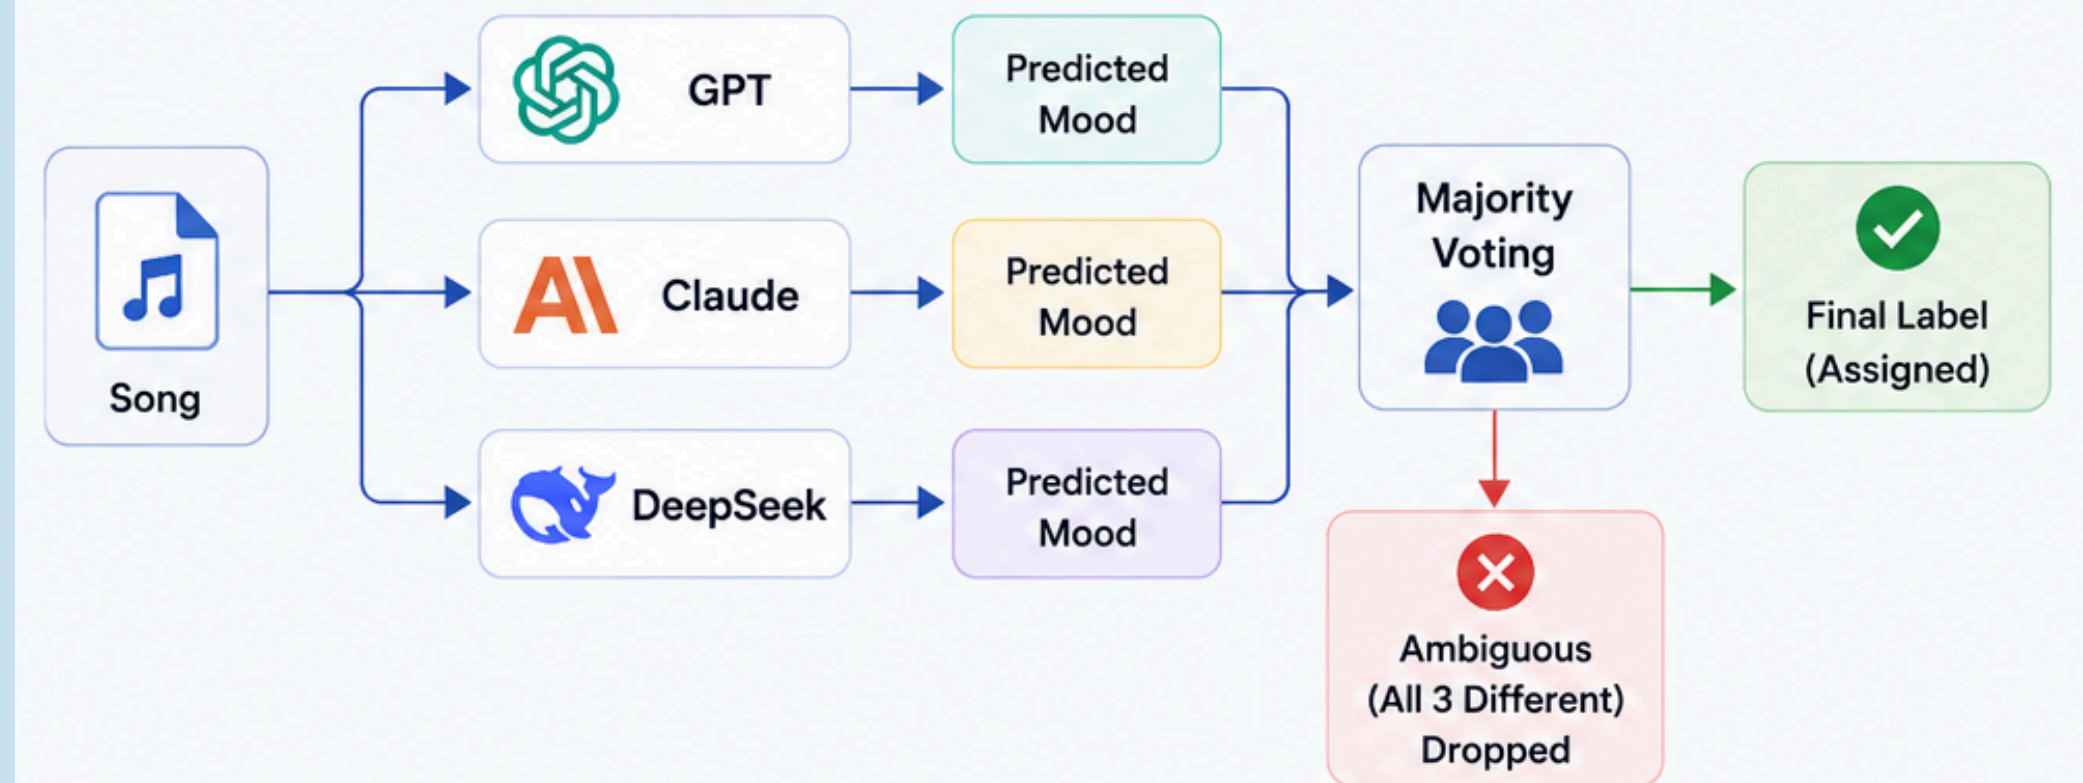 Song
GPT
Claude
DeepSeek
Predicted
Mood
Predicted
Mood
Predicted
Mood
Majority
Voting
Final Label
(Assigned)
Ambiguous
(All 3 Different)
Dropped